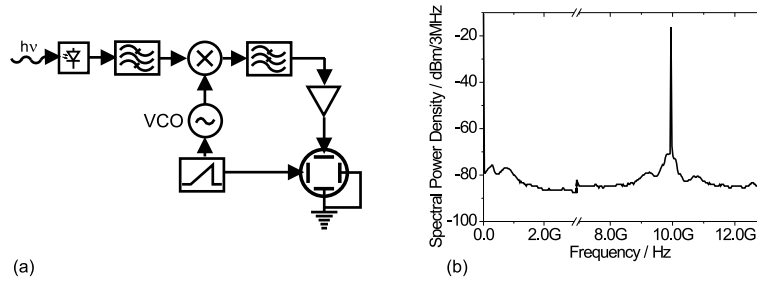 (a)
hν
VCO
(b)
Spectral Power Density / dBm/3MHz
-20
-40
-60
-80
-100
0.0
2.0G
8.0G
10.0G
12.0G
Frequency / Hz